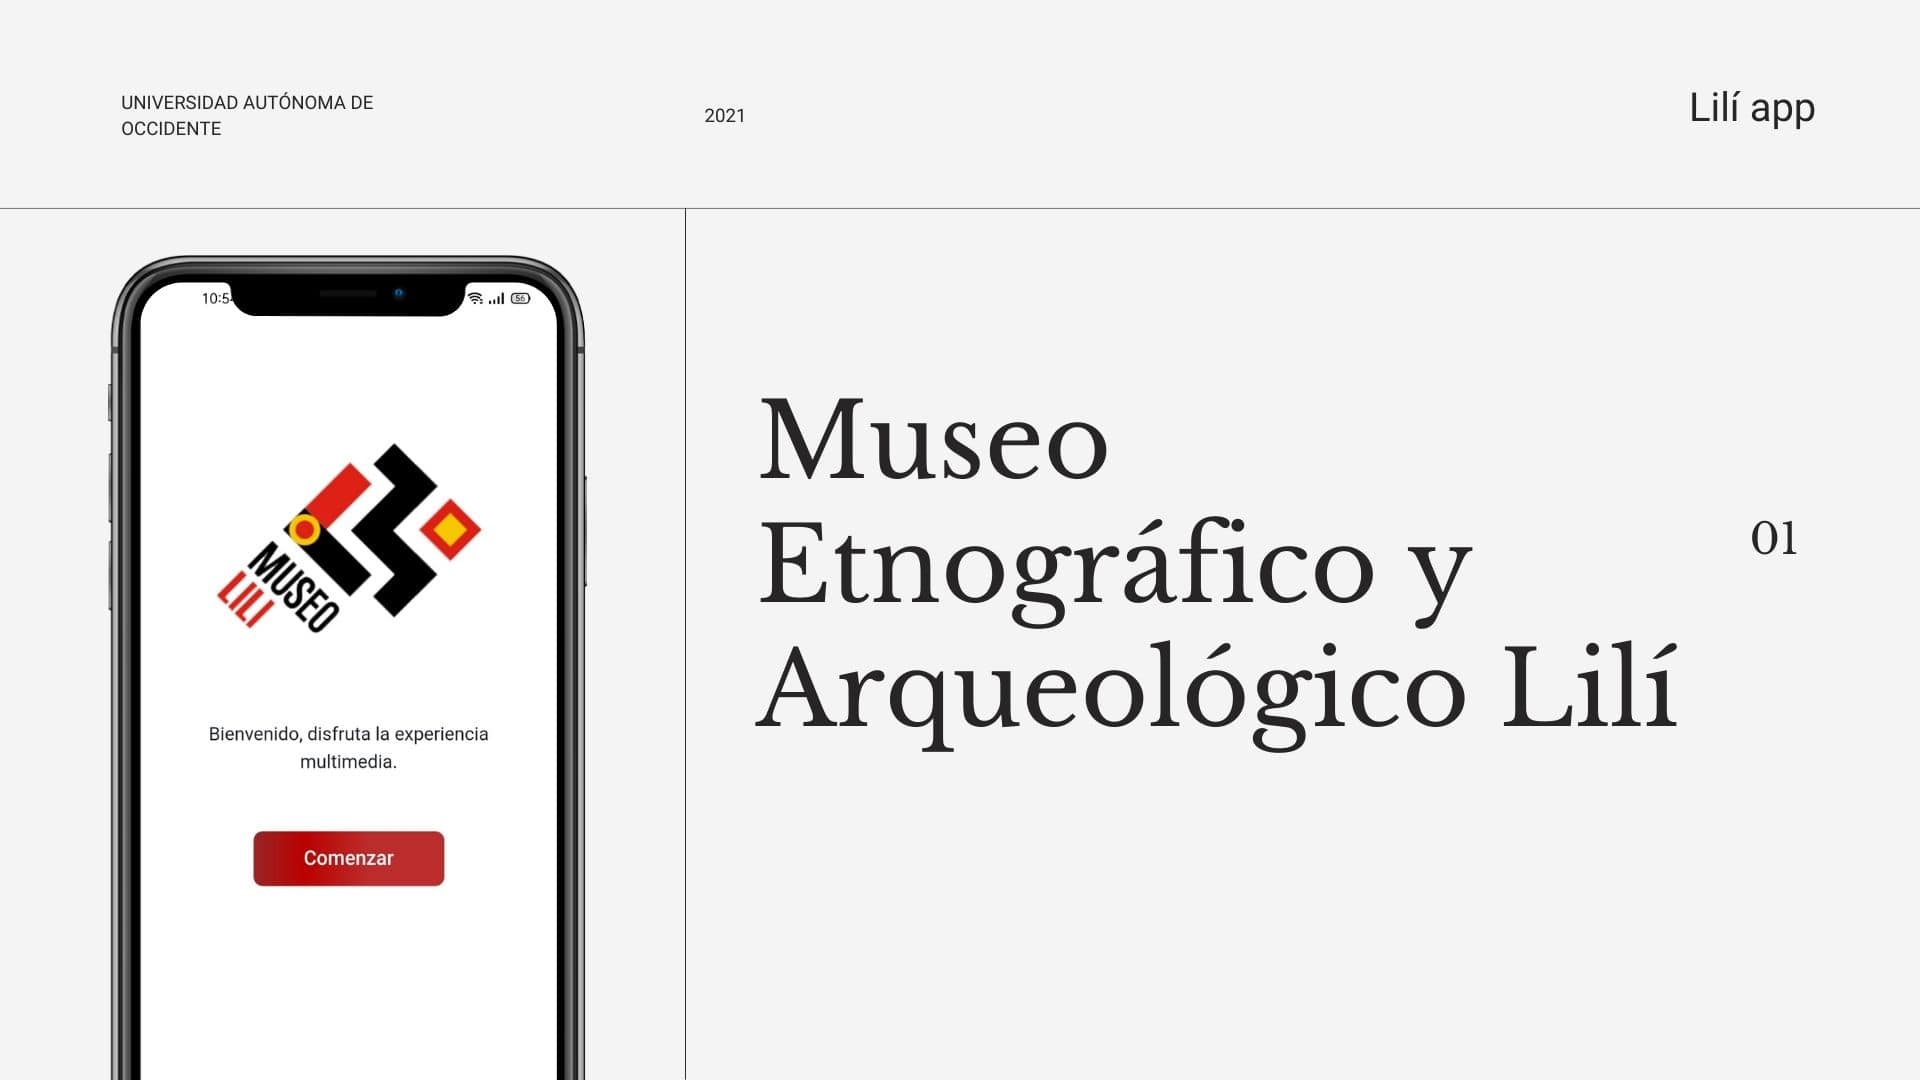 UNIVERSIDAD AUTÓNOMA DE
OCCIDENTE
2021
Lilí app
10:5
56
MUSEO
LILI
Bienvenido, disfruta la experiencia
multimedia.
Comenzar
Museo
Etnográfico y
Arqueológico Lilí
01